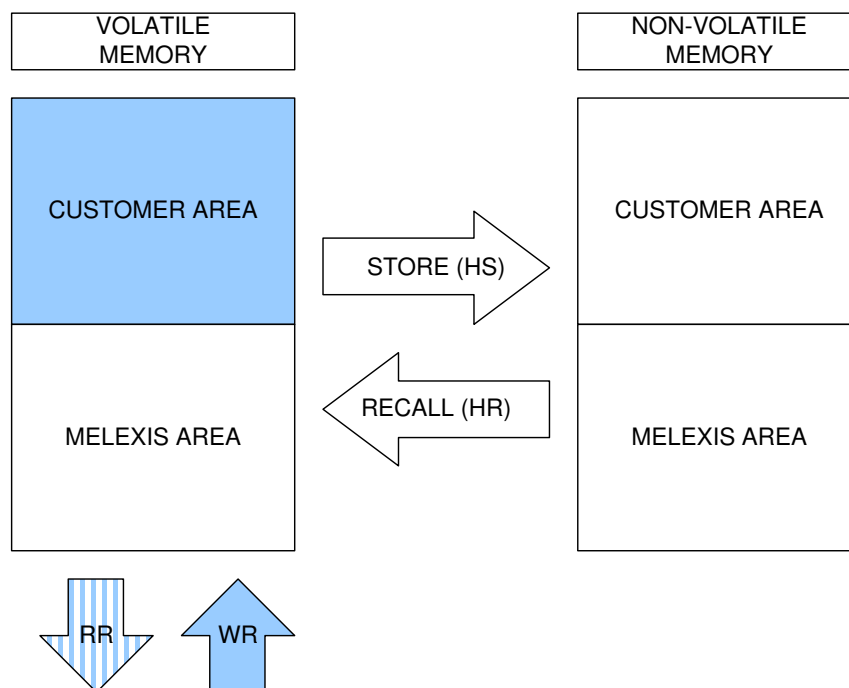 VOLATILE
MEMORY
NON-VOLATILE
MEMORY
CUSTOMER AREA
CUSTOMER AREA
STORE (HS)
RECALL (HR)
MELEXIS AREA
MELEXIS AREA
RR
WR